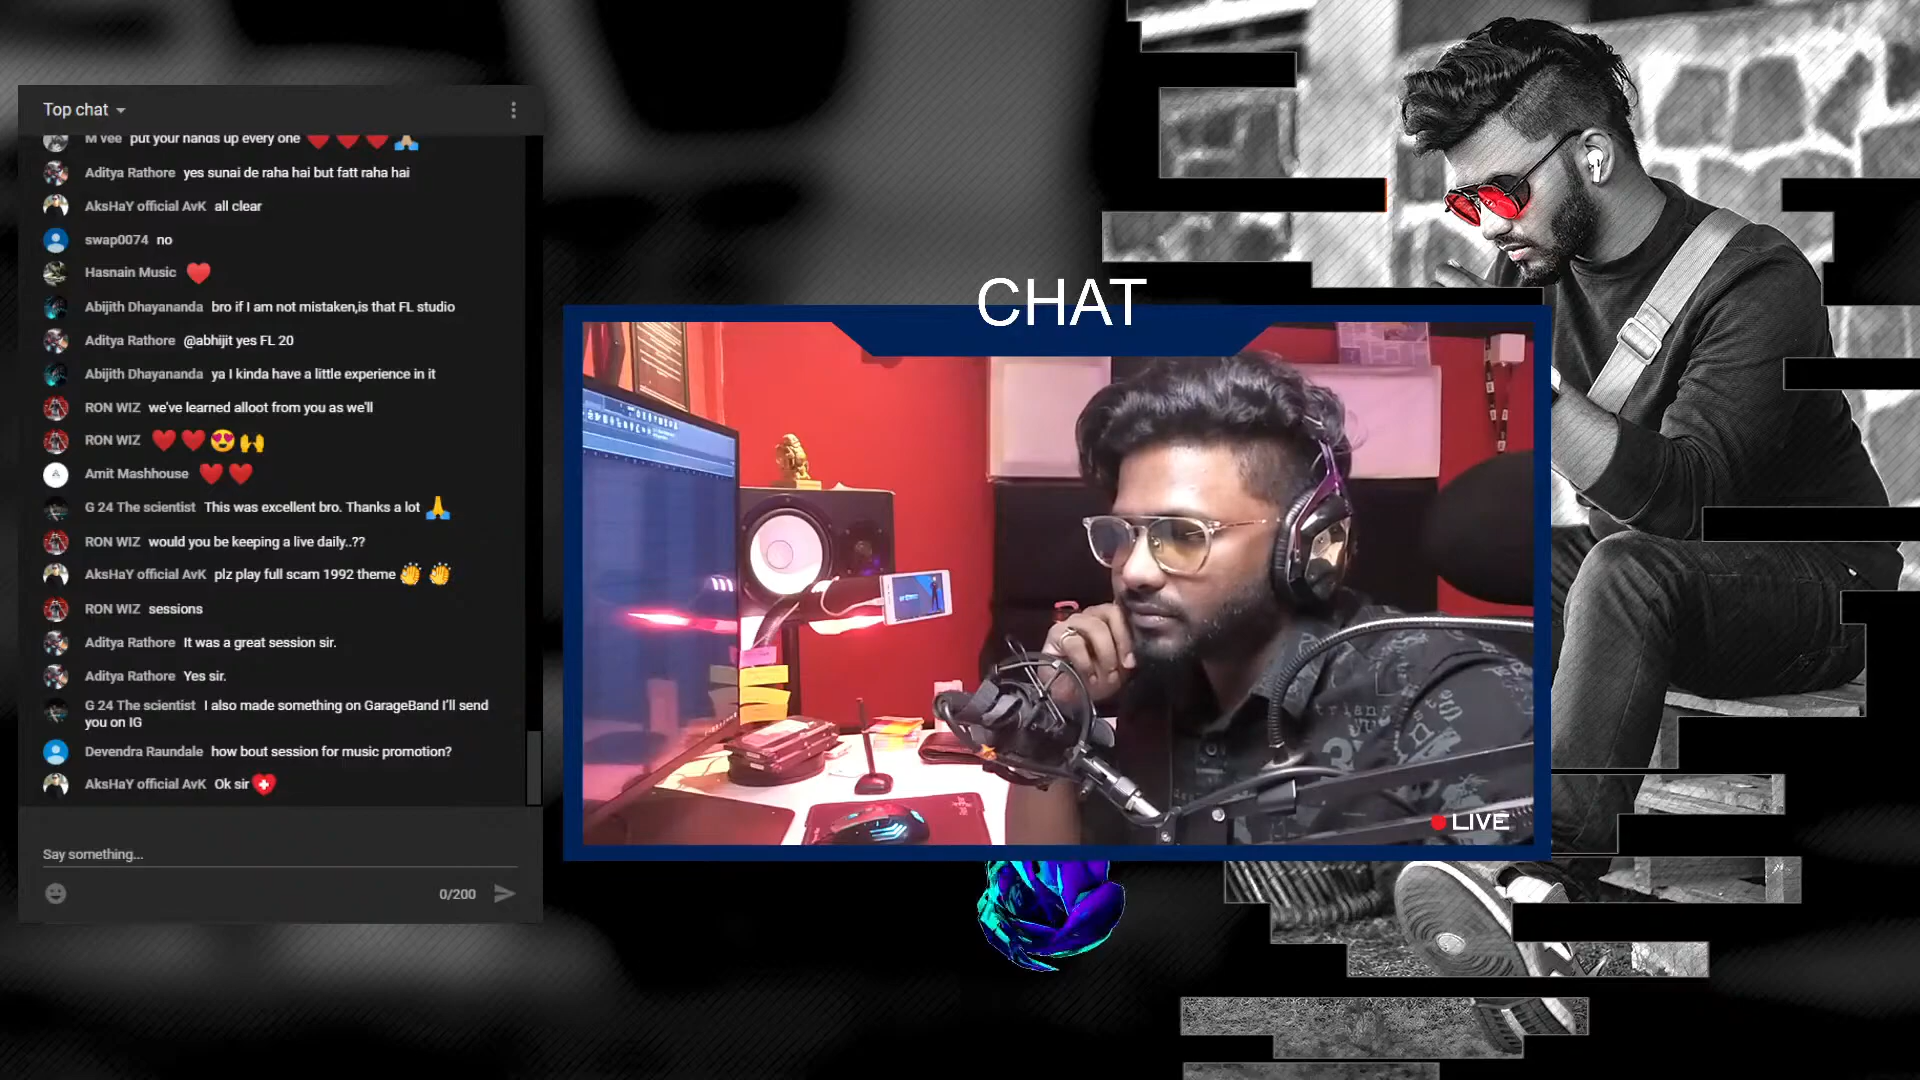 Top chat
M vee put your hands up every one
Aditya Rathore yes sunai de raha hai but fatt raha hai
AksHaY official AvK all clear
swap0074 no
Hasnain Music
Abijith Dhayananda bro if I am not mistaken,is that FL studio
Aditya Rathore @abhijit yes FL 20
Abijith Dhayananda ya I kinda have a little experience in it
RON WIZ we've learned alloot from you as we'll
RON WIZ
Amit Mashhouse
G 24 The scientist This was excellent bro. Thanks a lot
RON WIZ would you be keeping a live daily..??
AksHaY official AvK plz play full scam 1992 theme
RON WIZ sessions
Aditya Rathore It was a great session sir.
Aditya Rathore Yes sir.
G 24 The scientist I also made something on GarageBand I'll send
you on IG
Devendra Raundale how bout session for music promotion?
AksHaY official AvK Ok sir
Say something...
0/200
CHAT
LIVE